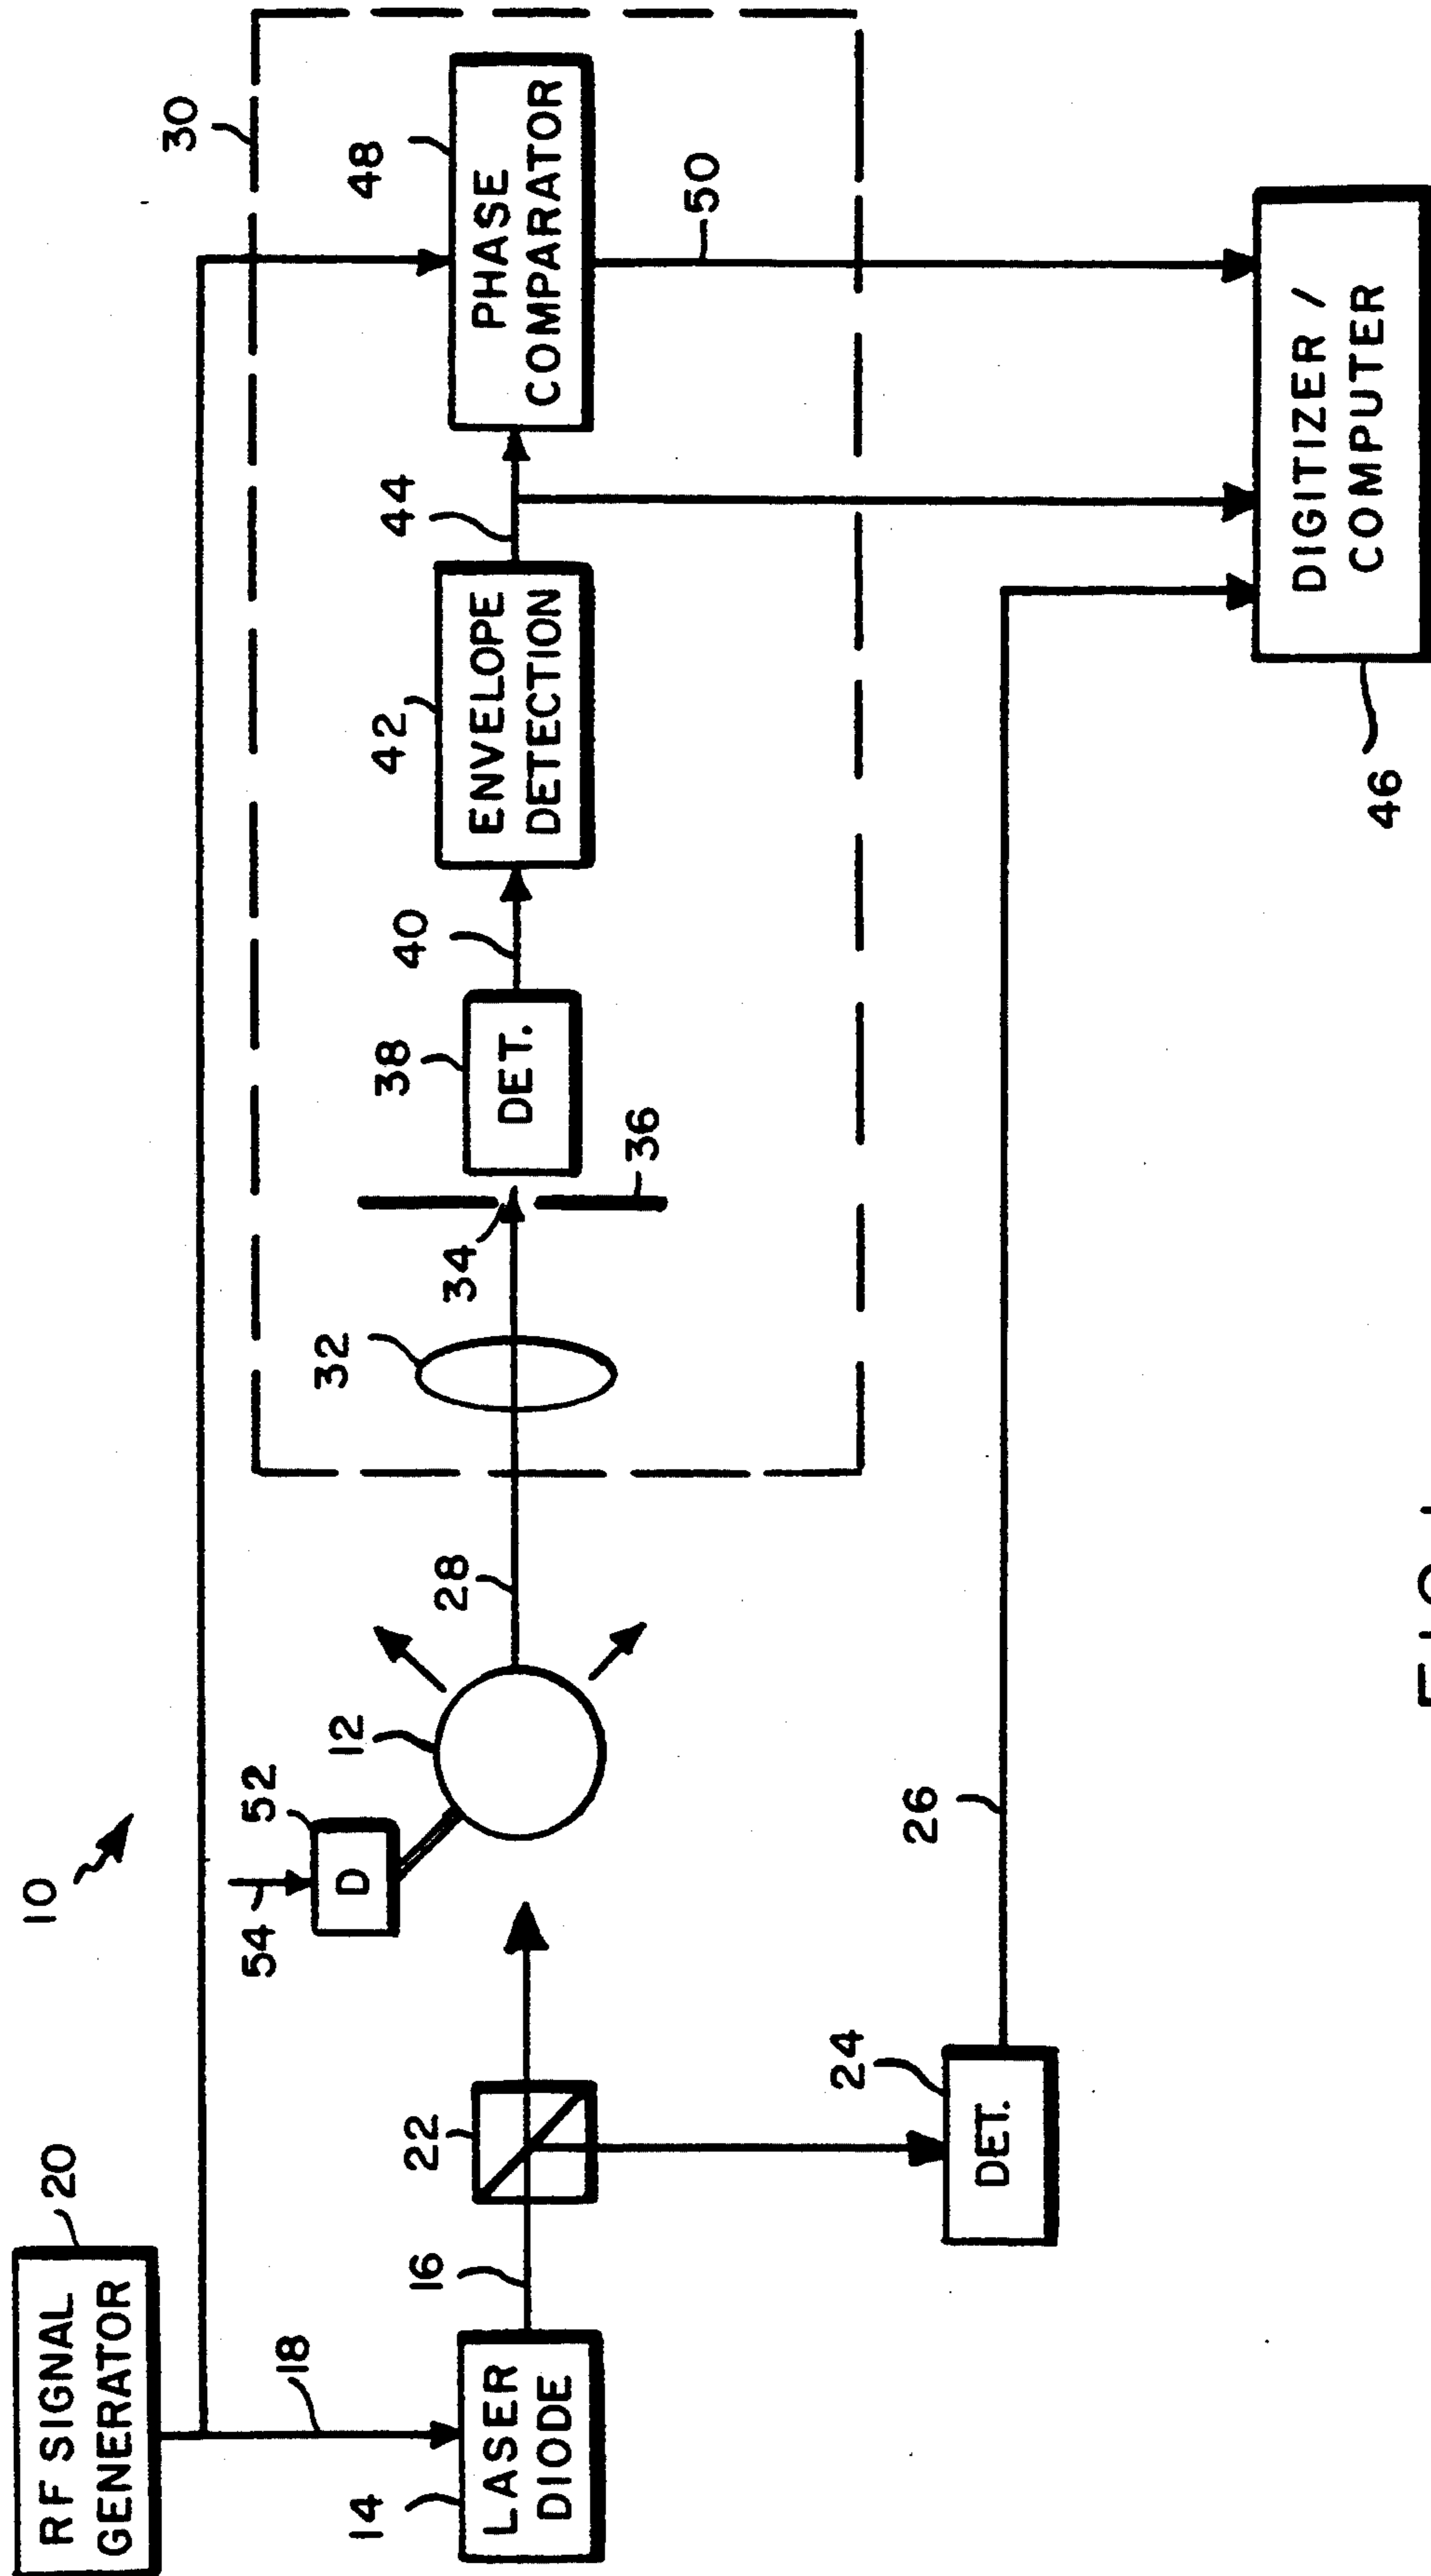 10
RF SIGNAL
GENERATOR
20
18
14
LASER
DIODE
16
22
24
DET.
26
54
52
D
12
28
30
32
34
36
38
DET.
40
42
ENVELOPE
DETECTION
44
48
PHASE
COMPARATOR
50
DIGITIZER /
COMPUTER
46